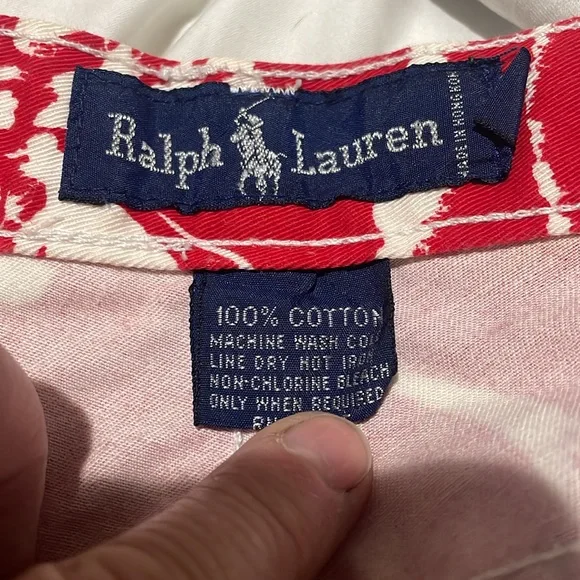 Ralph Lauren
MADE IN HONG KONG
100% COTTON
MACHINE WASH
LINE DRY HOT IRON
NON-CHLORINE BLEACH
ONLY WHEN REQUIRED
RN